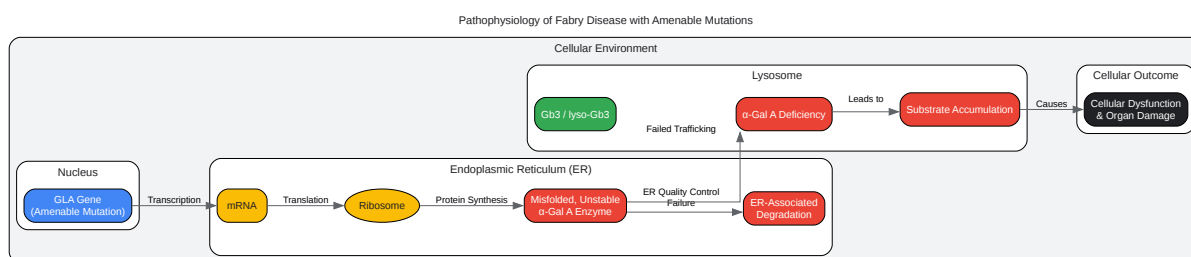 Pathophysiology of Fabry Disease with Amenable Mutations
Cellular Environment
Lysosome
Cellular Outcome
Gb3 / lyso-Gb3
α-Gal A Deficiency
Leads to
Substrate Accumulation
Causes
Cellular Dysfunction
& Organ Damage
Failed Trafficking
Nucleus
Endoplasmic Reticulum (ER)
GLA Gene
(Amenable Mutation)
Transcription
mRNA
Translation
Ribosome
Protein Synthesis
Misfolded, Unstable
α-Gal A Enzyme
ER Quality Control
Failure
ER-Associated
Degradation